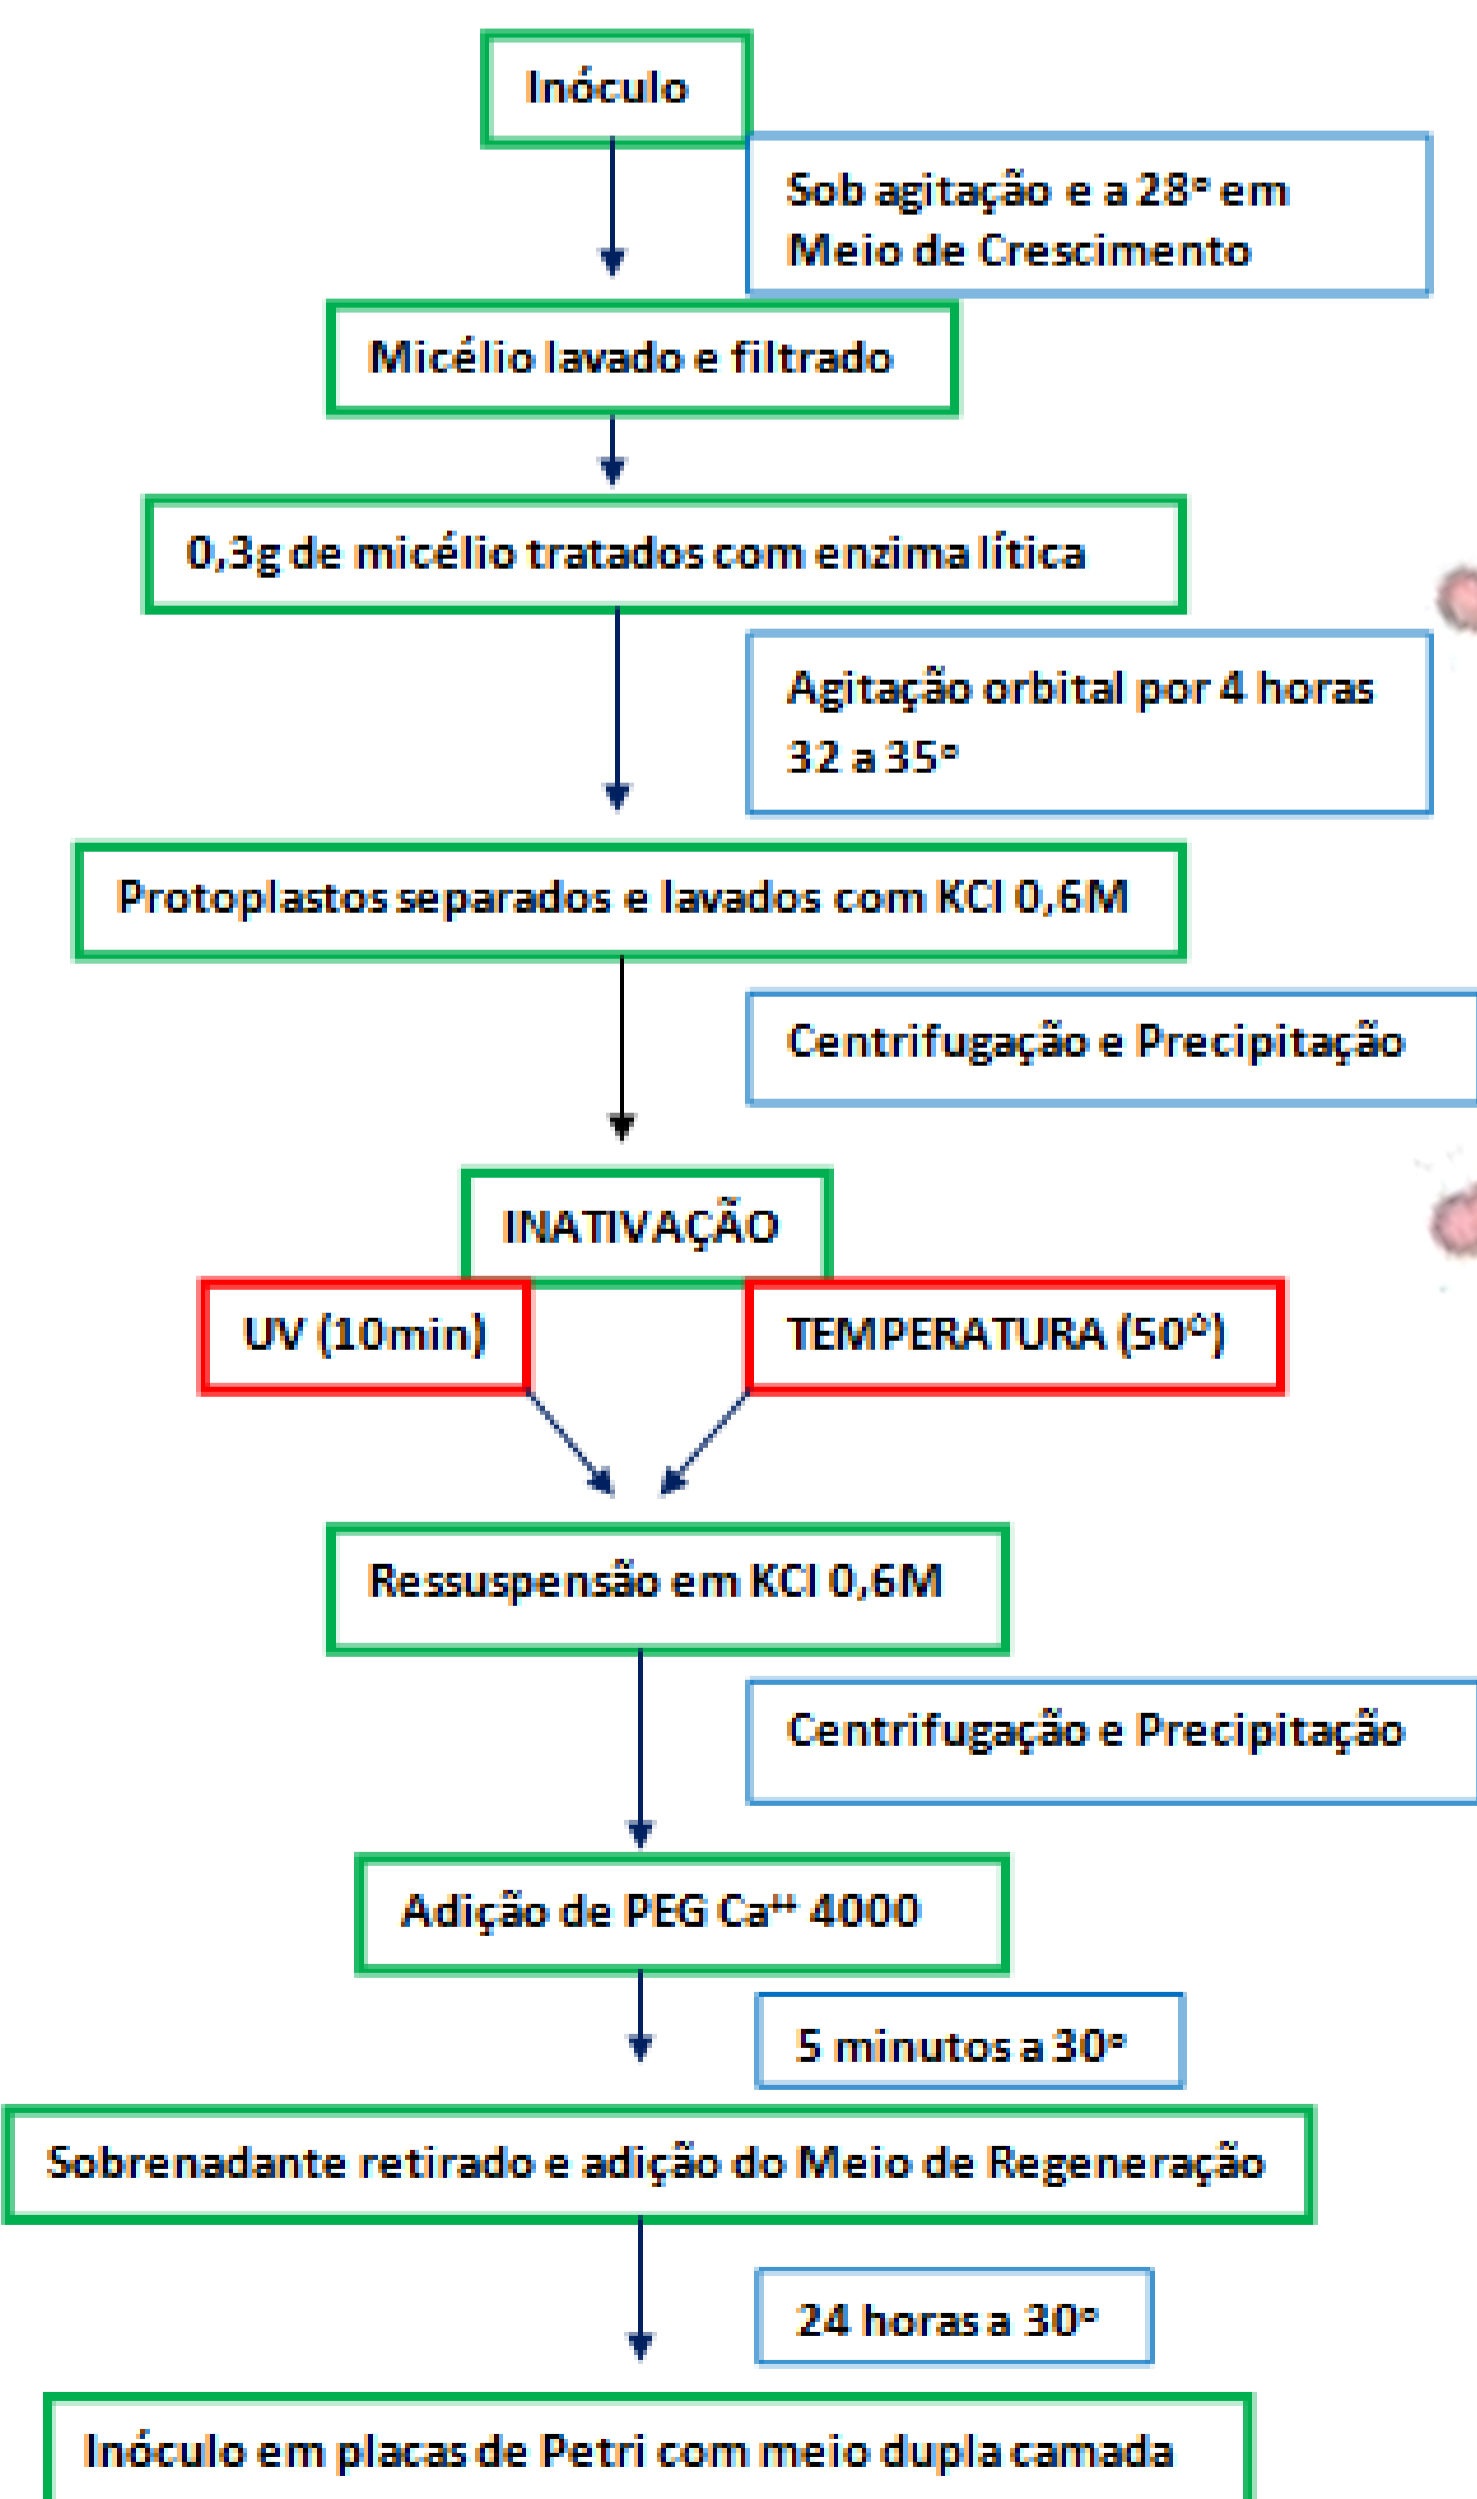 Inóculo
Sob agitação e a 28º em
Meio de Crescimento
Micélio lavado e filtrado
0,3g de micélio tratados com enzima lítica
Agitação orbital por 4 horas
32 a 35º
Protoplastos separados e lavados com KCl 0,6M
Centrifugação e Precipitação
INATIVAÇÃO
UV (10min)
TEMPERATURA (50º)
Ressuspensão em KCl 0,6M
Centrifugação e Precipitação
Adição de PEG Ca⁺⁺ 4000
5 minutos a 30º
Sobrenadante retirado e adição do Meio de Regeneração
24 horas a 30º
Inóculo em placas de Petri com meio dupla camada